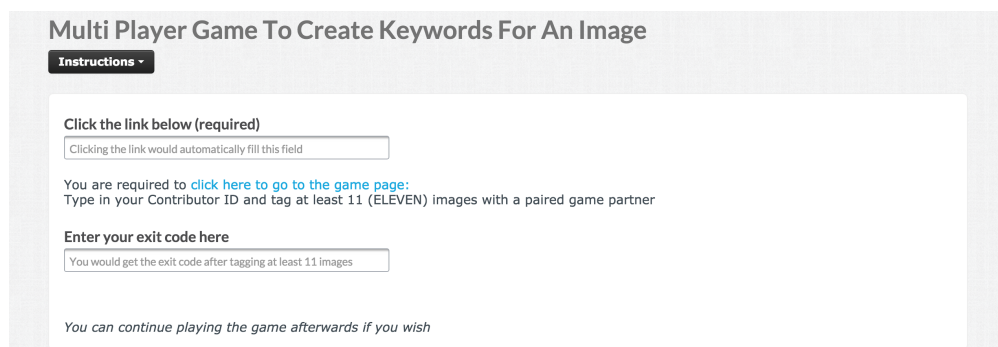 Multi Player Game To Create Keywords For An Image
Instructions
Click the link below (required)
Clicking the link would automatically fill this field
You are required to click here to go to the game page:
Type in your Contributor ID and tag at least 11 (ELEVEN) images with a paired game partner
Enter your exit code here
You would get the exit code after tagging at least 11 images
You can continue playing the game afterwards if you wish